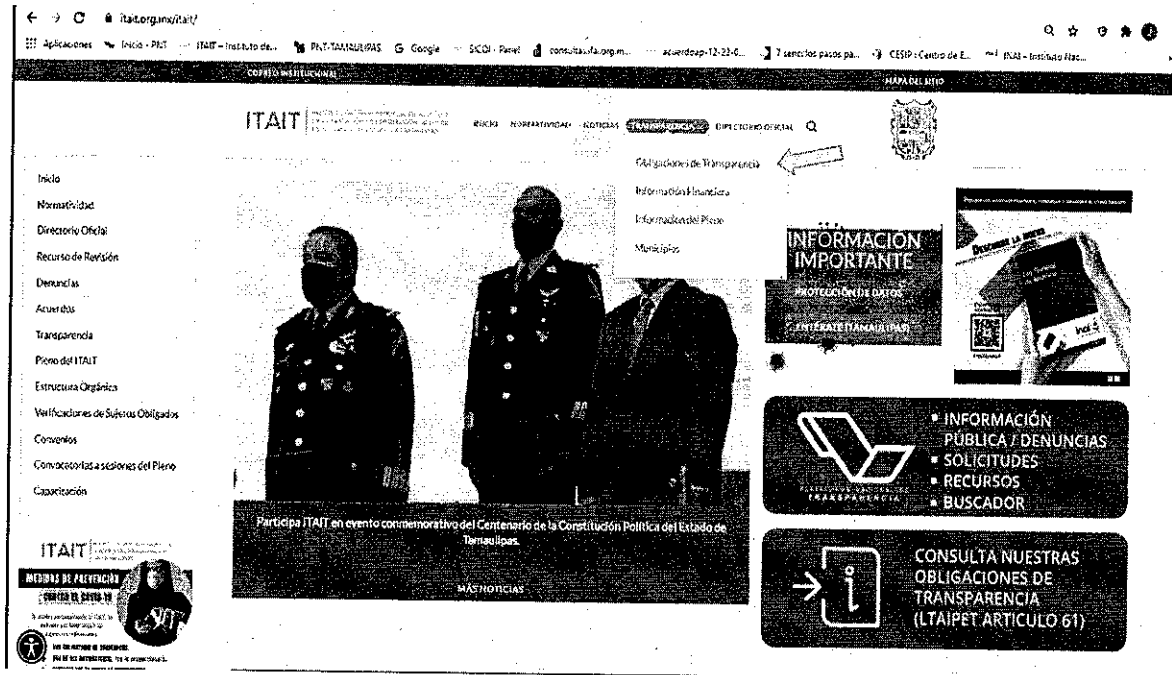 itait.org.mx/itait/
Aplicaciones Inicio - PNT ITAIT – Instituto de... PNT-TAMAULIPAS G Google SICOI - Panel consultas.ifai.org.m... acuerdoap-12-22-0... 7 sencillos pasos pa... CESIP : Centro de E... INAI – Instituto Nac...
CORREO INSTITUCIONAL MAPA DEL SITIO
ITAIT
INICIO NORMATIVIDAD NOTICIAS TRANSPARENCIA DIRECTORIO OFICIAL
Obligaciones de Transparencia
Información Financiera
Información del Pleno
Municipios
Inicio
Normatividad
Directorio Oficial
Recurso de Revisión
Denuncias
Acuerdos
Transparencia
Pleno del ITAIT
Estructura Orgánica
Verificaciones de Sujetos Obligados
Convenios
Convocatorias a sesiones del Pleno
Capacitación
Participa ITAIT en evento conmemorativo del Centenario de la Constitución Política del Estado de
Tamaulipas.
MÁS NOTICIAS
INFORMACIÓN
IMPORTANTE
PROTECCIÓN DE DATOS
ENTÉRATE (TAMAULIPAS)
inai
TRANSPARENCIA
INFORMACIÓN
PÚBLICA / DENUNCIAS
SOLICITUDES
RECURSOS
BUSCADOR
CONSULTA NUESTRAS
OBLIGACIONES DE
TRANSPARENCIA
(LTAIPET ARTICULO 61)
ITAIT
MEDIDAS DE PREVENCIÓN
CONTRA EL COVID-19